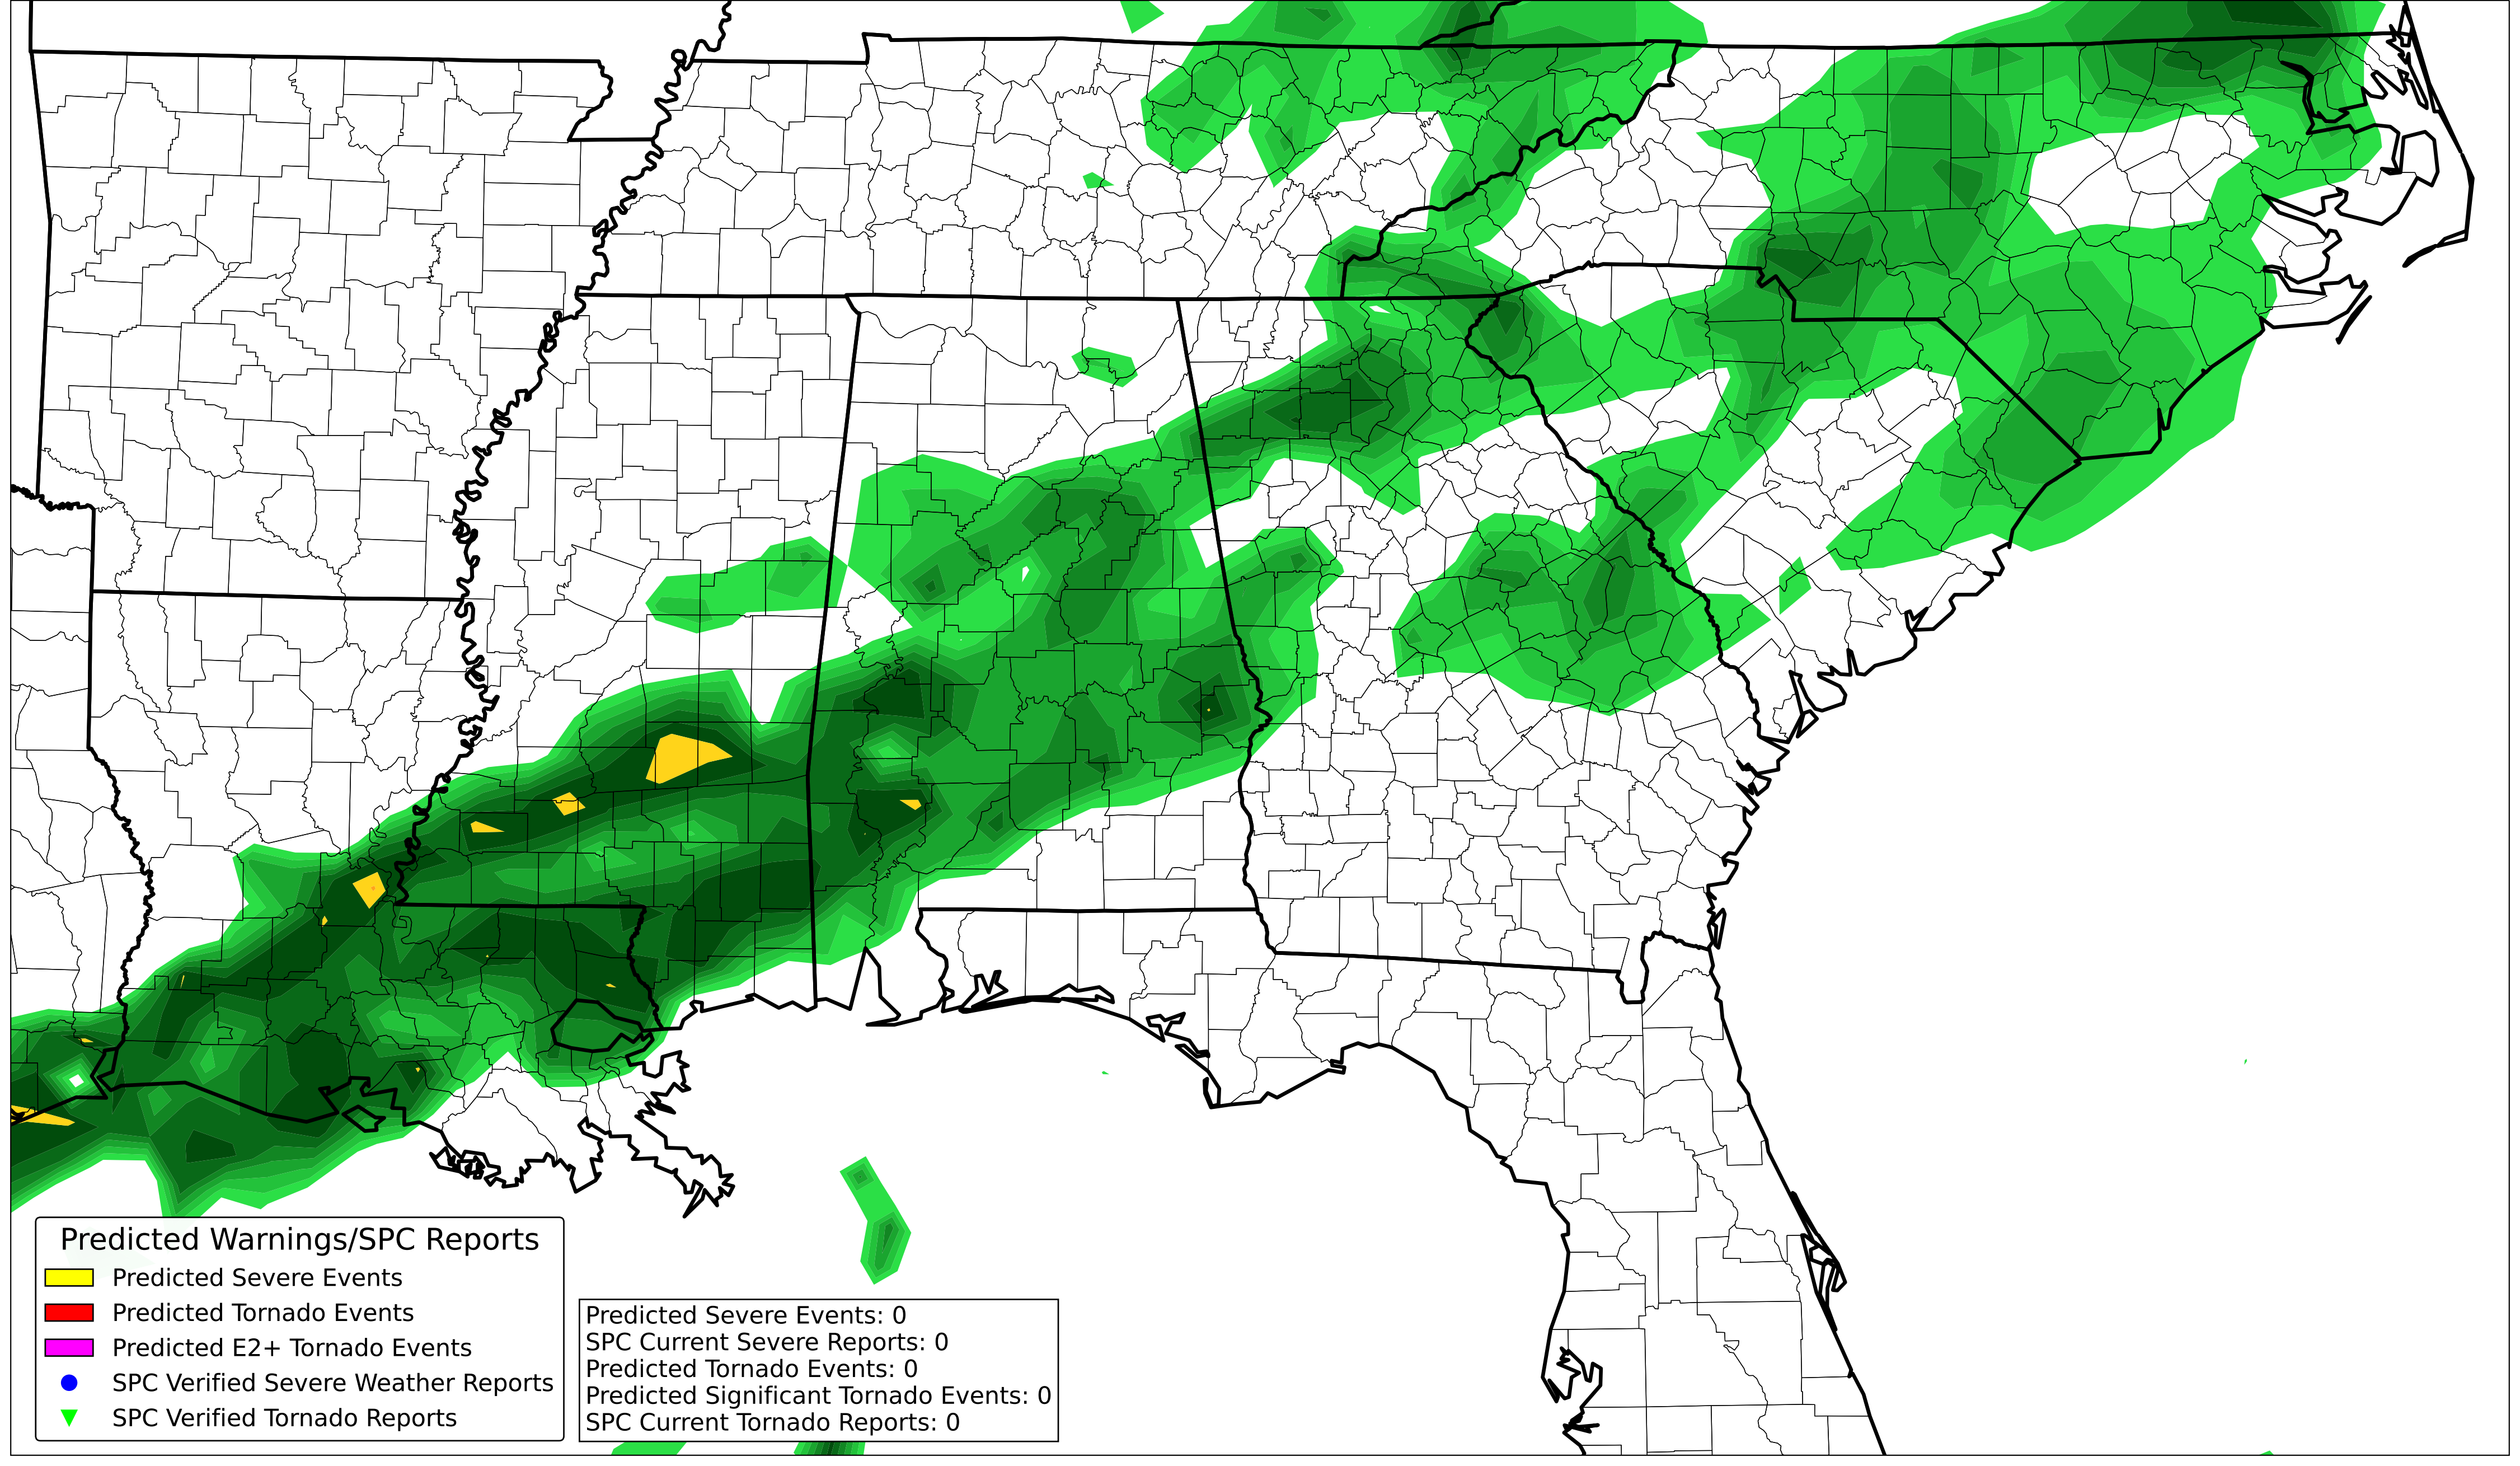 Predicted Warnings/SPC Reports
Predicted Severe Events
Predicted Tornado Events
Predicted E2+ Tornado Events
SPC Verified Severe Weather Reports
SPC Verified Tornado Reports
Predicted Severe Events: 0
SPC Current Severe Reports: 0
Predicted Tornado Events: 0
Predicted Significant Tornado Events: 0
SPC Current Tornado Reports: 0